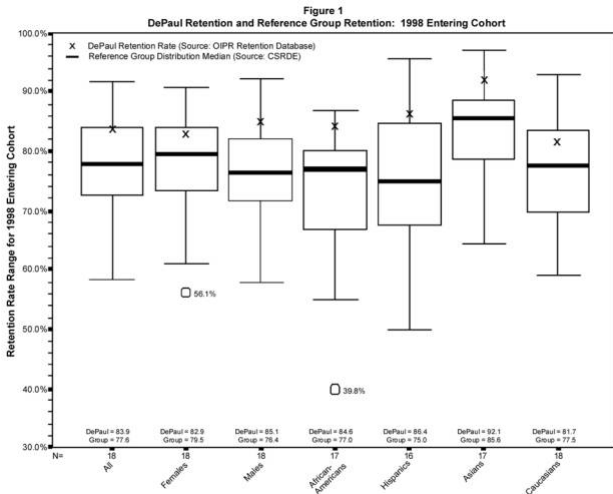 Figure 1
DePaul Retention and Reference Group Retention: 1998 Entering Cohort
X DePaul Retention Rate (Source: OIPR Retention Database)
Reference Group Distribution Median (Source: CSRDE)
Retention Rate Range for 1998 Entering Cohort
100.0%
90.0%
80.0%
70.0%
60.0%
50.0%
40.0%
30.0%
56.1%
39.8%
DePaul = 83.9
Group = 77.6
DePaul = 82.9
Group = 79.5
DePaul = 85.1
Group = 76.4
DePaul = 84.6
Group = 77.0
DePaul = 86.4
Group = 75.0
DePaul = 92.1
Group = 85.6
DePaul = 81.7
Group = 77.5
N= 18 18 18 17 16 17 18
All
Females
Males
African-
Americans
Hispanics
Asians
Caucasians